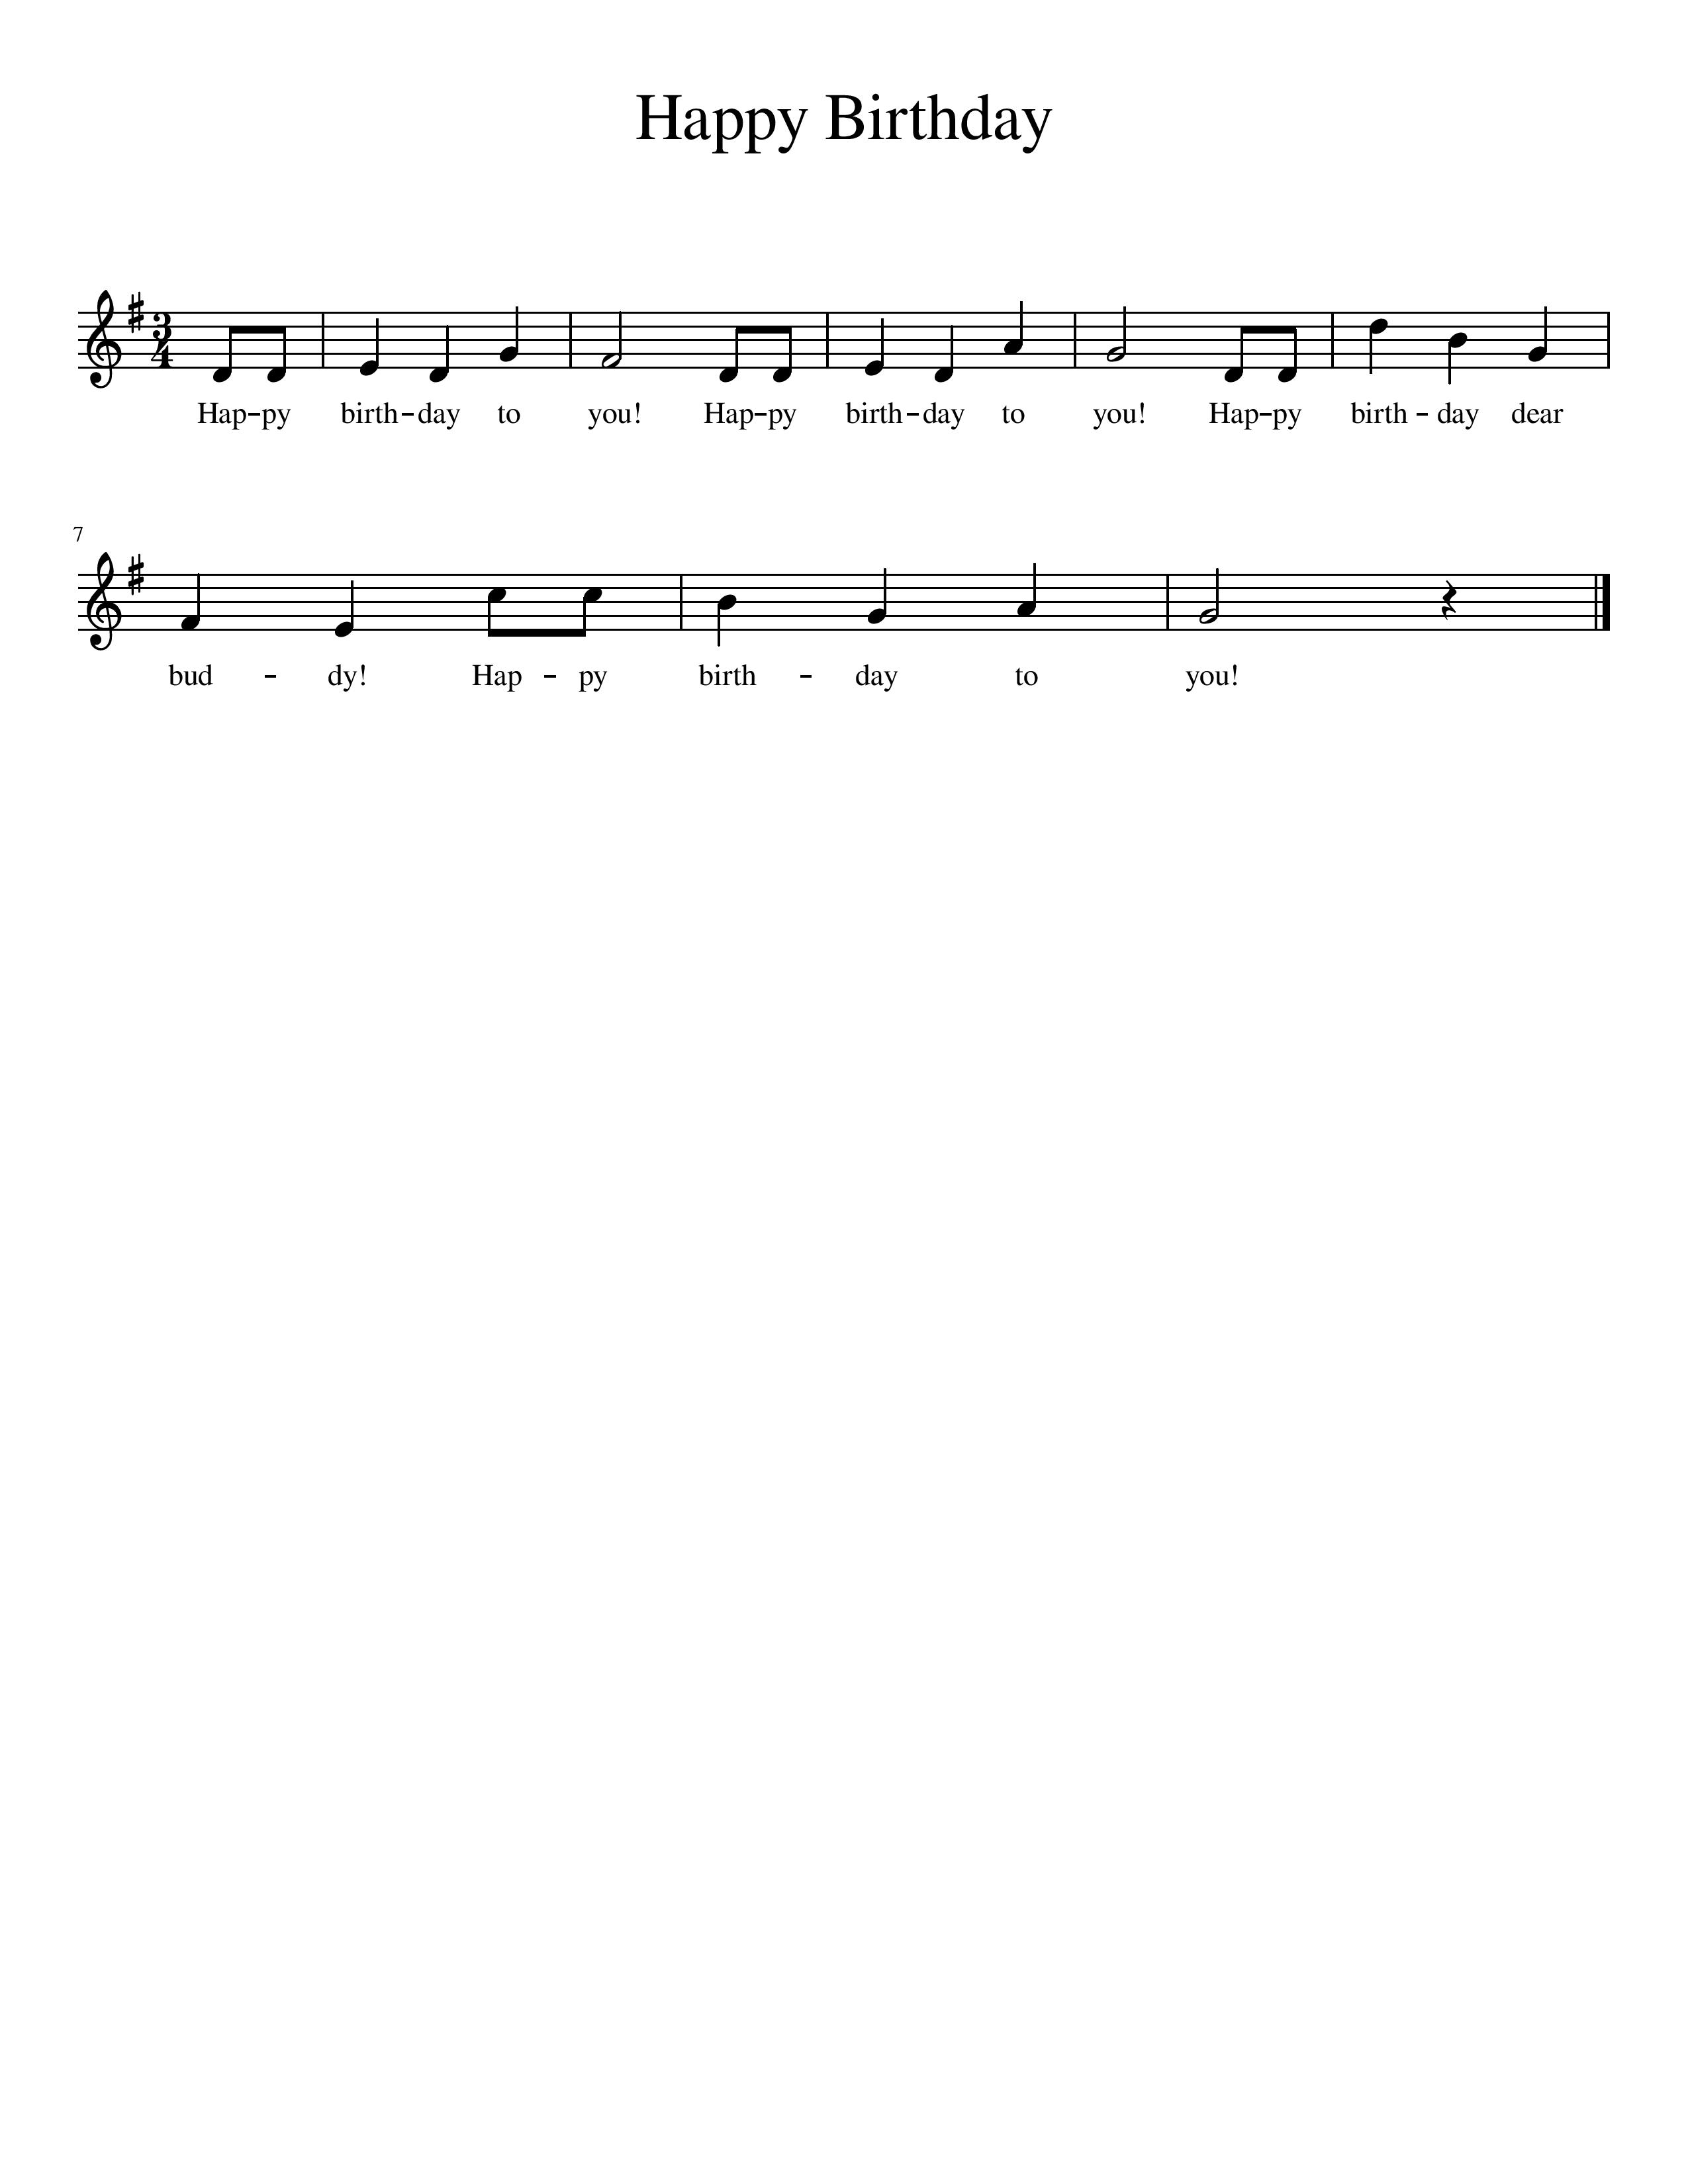 Happy Birthday
3
4
Hap-py birth-day to you! Hap-py birth-day to you! Hap-py birth-day dear
7
bud-dy! Hap-py birth-day to you!